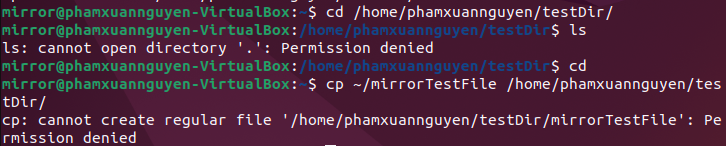 mirror@phamxuannguyen-VirtualBox:~$ cd /home/phamxuannguyen/testDir/
mirror@phamxuannguyen-VirtualBox:/home/phamxuannguyen/testDir$ ls
ls: cannot open directory '.': Permission denied
mirror@phamxuannguyen-VirtualBox:/home/phamxuannguyen/testDir$ cd
mirror@phamxuannguyen-VirtualBox:~$ cp ~/mirrorTestFile /home/phamxuannguyen/tes
tDir/
cp: cannot create regular file '/home/phamxuannguyen/testDir/mirrorTestFile': Pe
rmission denied